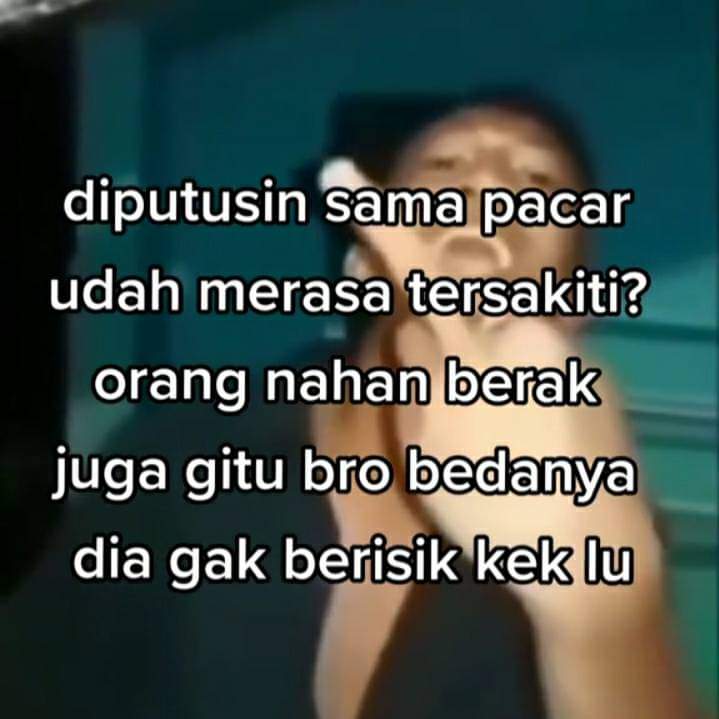 diputusin sama pacar
udah merasa tersakiti?
orang nahan berak
juga gitu bro bedanya
dia gak berisik kek lu